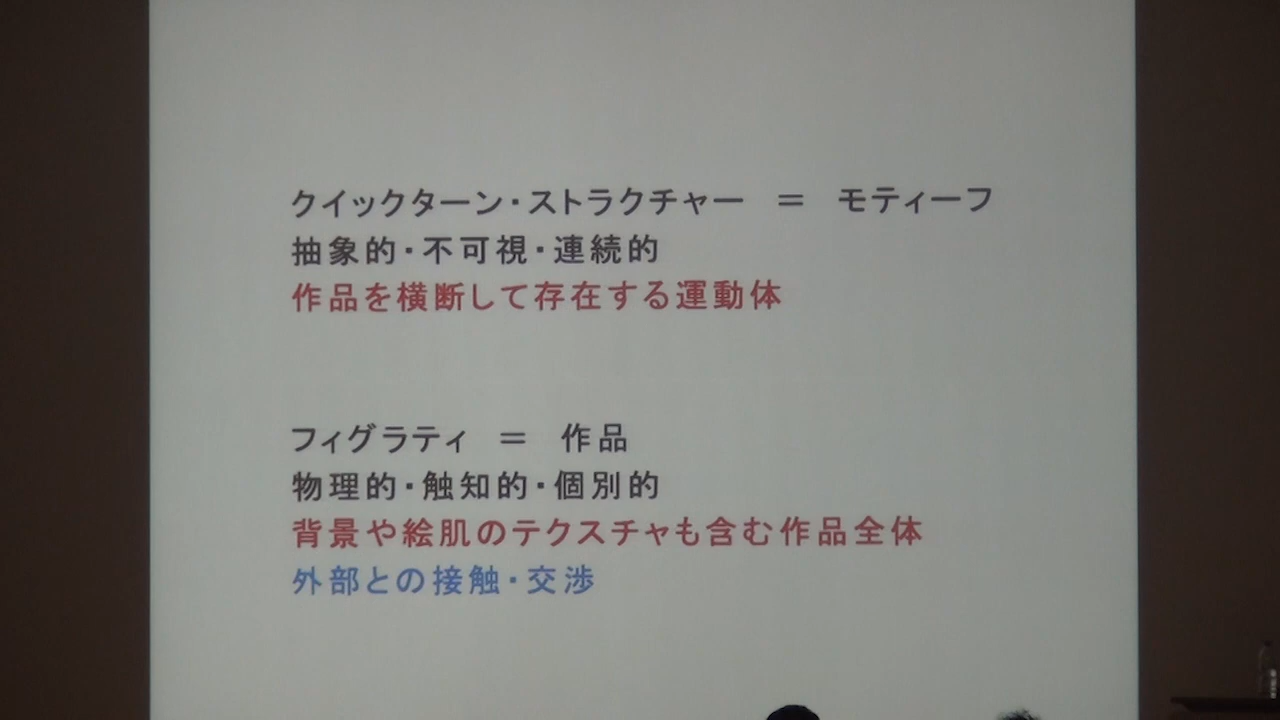 クイックターン・ストラクチャー ＝ モティーフ
抽象的・不可視・連続的
作品を横断して存在する運動体
フィグラティ ＝ 作品
物理的・触知的・個別的
背景や絵肌のテクスチャも含む作品全体
外部との接触・交渉